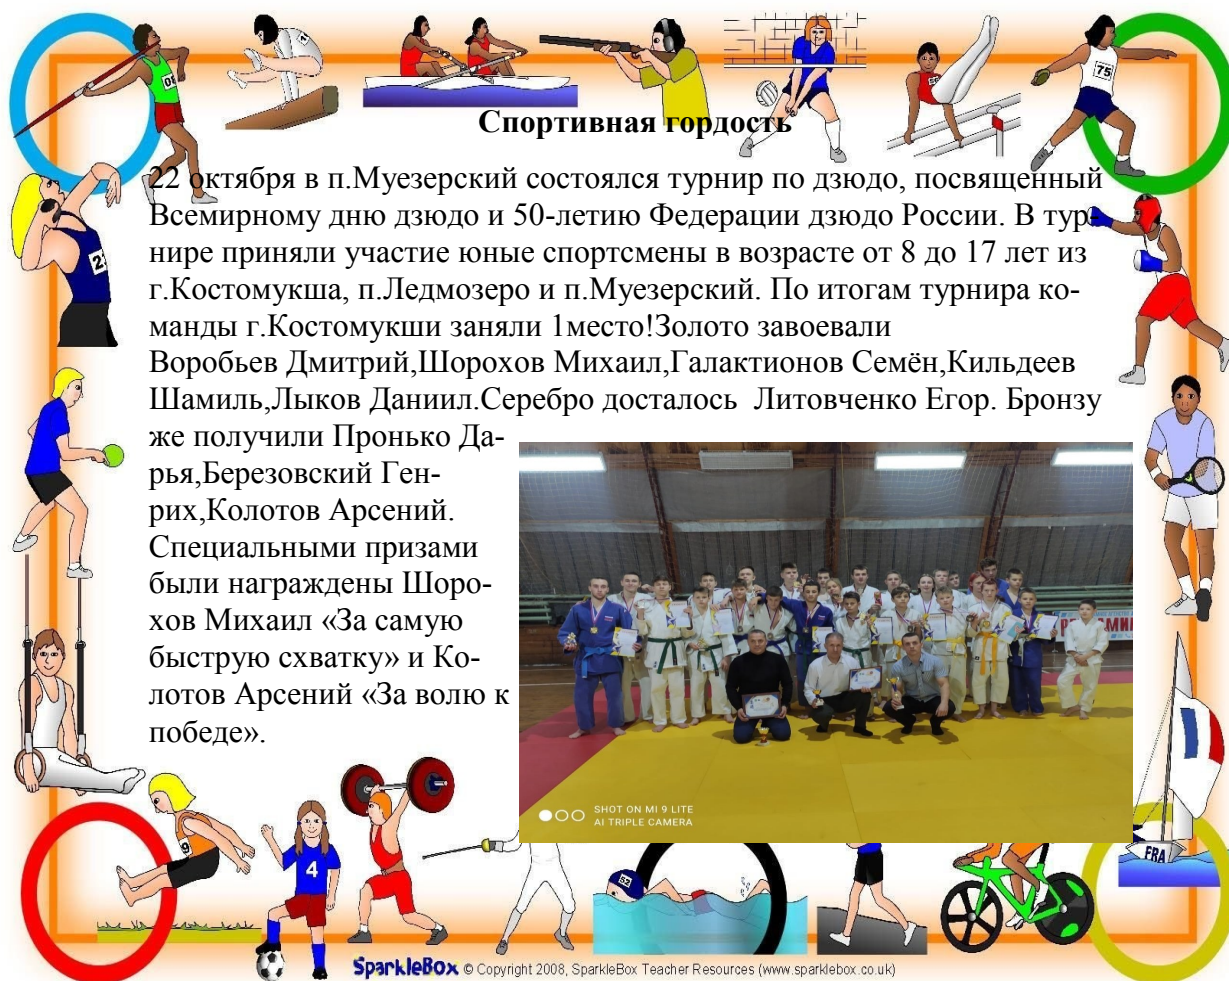 Спортивная гордость
22 октября в п.Муезерский состоялся турнир по дзюдо, посвященный
Всемирному дню дзюдо и 50-летию Федерации дзюдо России. В тур-
нире приняли участие юные спортсмены в возрасте от 8 до 17 лет из
г.Костомукша, п.Ледмозеро и п.Муезерский. По итогам турнира ко-
манды г.Костомукши заняли 1место!Золото завоевали
Воробьев Дмитрий,Шорохов Михаил,Галактионов Семён,Кильдеев
Шамиль,Лыков Даниил.Серебро досталось  Литовченко Егор. Бронзу
же получили Пронько Да-
рья,Березовский Ген-
рих,Колотов Арсений.
Специальными призами
были награждены Шоро-
хов Михаил «За самую
быструю схватку» и Ко-
лотов Арсений «За волю к
победе».
75
4
SHOT ON MI 9 LITE
AI TRIPLE CAMERA
FRA
SparkleBox © Copyright 2008, SparkleBox Teacher Resources (www.sparklebox.co.uk)